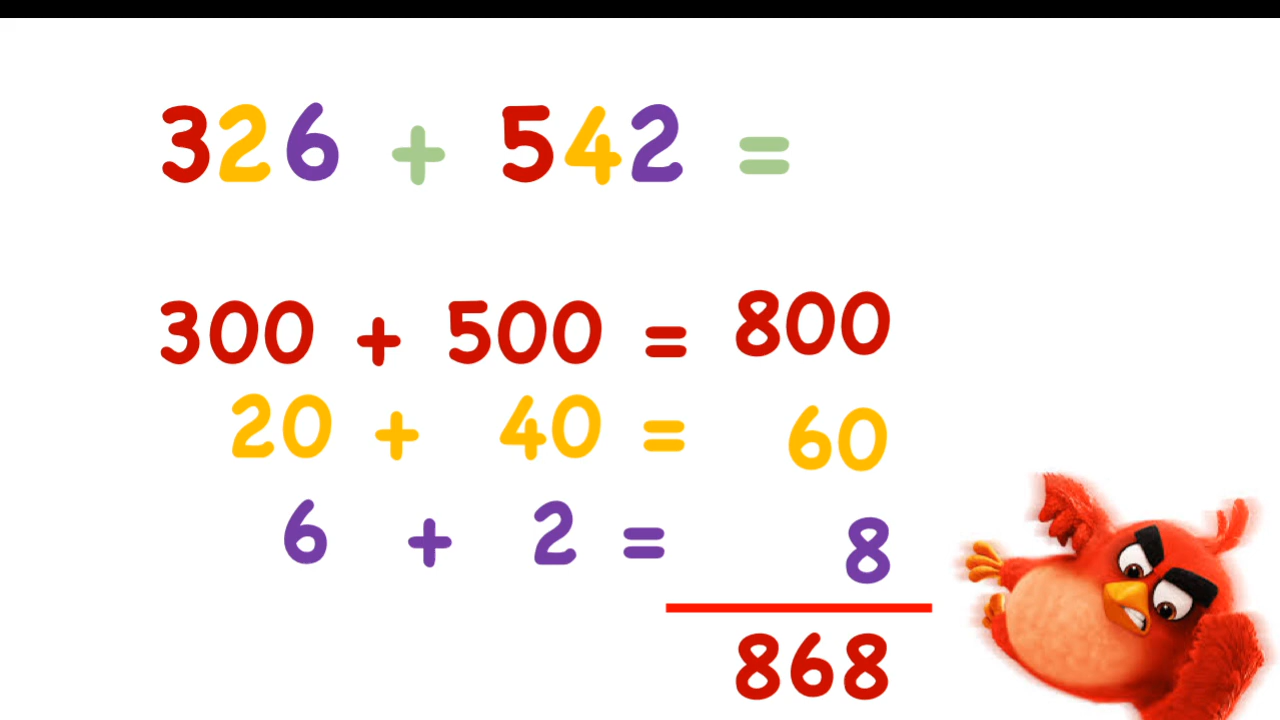 326 + 542 =
300 + 500 = 800
20 + 40 = 60
6 + 2 = 8
868